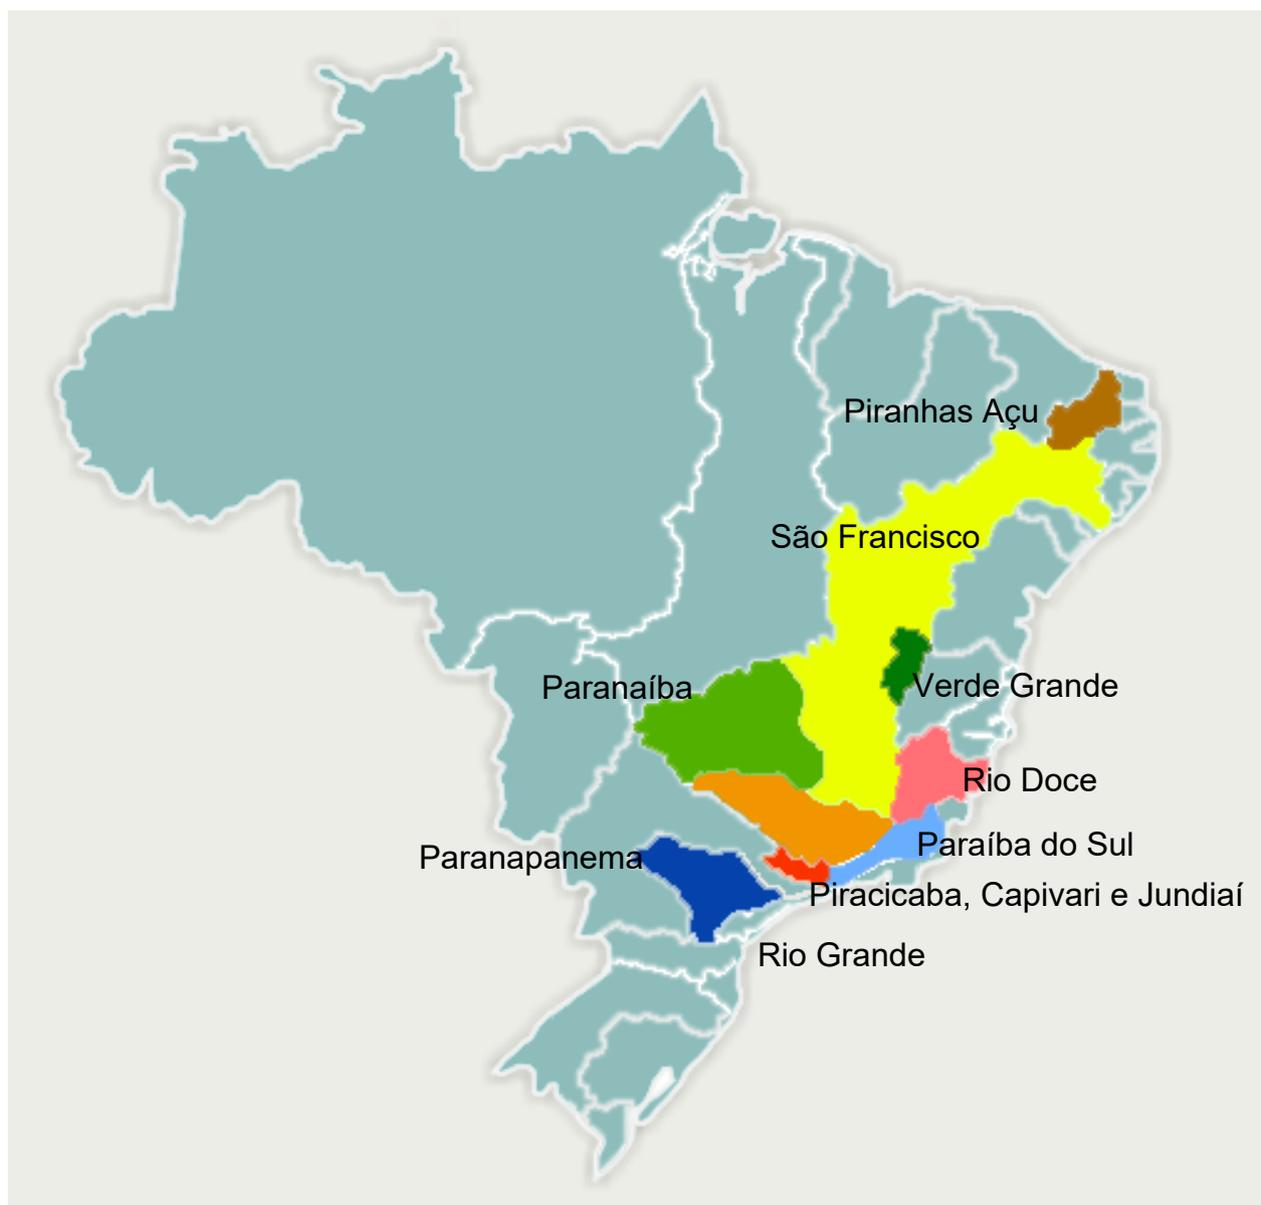 Piranhas Açu
São Francisco
Paranaíba
Verde Grande
Rio Doce
Paraíba do Sul
Paranapanema
Piracicaba, Capivari e Jundiaí
Rio Grande